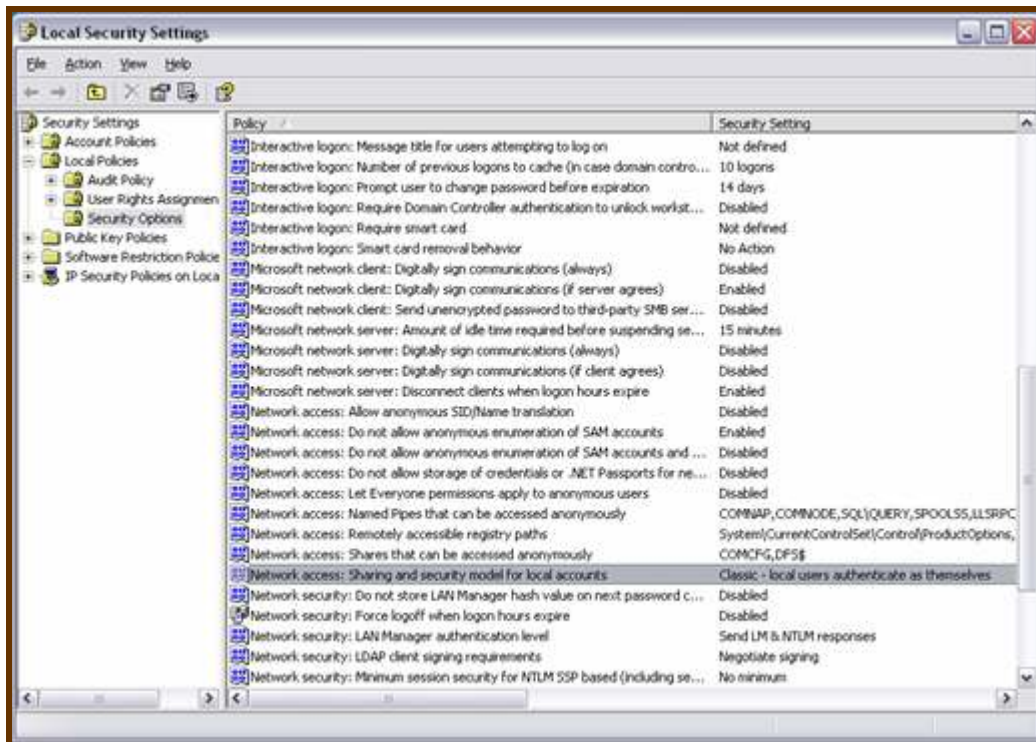 Local Security Settings
File Action View Help
Security Settings
Account Policies
Local Policies
Audit Policy
User Rights Assignmen
Security Options
Public Key Policies
Software Restriction Policie
IP Security Policies on Loca
Policy Security Setting
Interactive logon: Message title for users attempting to log on Not defined
Interactive logon: Number of previous logons to cache (in case domain contro... 10 logons
Interactive logon: Prompt user to change password before expiration 14 days
Interactive logon: Require Domain Controller authentication to unlock workst... Disabled
Interactive logon: Require smart card Not defined
Interactive logon: Smart card removal behavior No Action
Microsoft network client: Digitally sign communications (always) Disabled
Microsoft network client: Digitally sign communications (if server agrees) Enabled
Microsoft network client: Send unencrypted password to third-party SMB ser... Disabled
Microsoft network server: Amount of idle time required before suspending se... 15 minutes
Microsoft network server: Digitally sign communications (always) Disabled
Microsoft network server: Digitally sign communications (if client agrees) Disabled
Microsoft network server: Disconnect clients when logon hours expire Enabled
Network access: Allow anonymous SID/Name translation Disabled
Network access: Do not allow anonymous enumeration of SAM accounts Enabled
Network access: Do not allow anonymous enumeration of SAM accounts and ... Disabled
Network access: Do not allow storage of credentials or .NET Passports for ne... Disabled
Network access: Let Everyone permissions apply to anonymous users Disabled
Network access: Named Pipes that can be accessed anonymously COMNAP,COMNODE,SQL\QUERY,SPOOLSS,LLSRPC
Network access: Remotely accessible registry paths System\CurrentControlSet\Control\ProductOptions,
Network access: Shares that can be accessed anonymously COMCFG,DFS$
Network access: Sharing and security model for local accounts Classic - local users authenticate as themselves
Network security: Do not store LAN Manager hash value on next password c... Disabled
Network security: Force logoff when logon hours expire Disabled
Network security: LAN Manager authentication level Send LM & NTLM responses
Network security: LDAP client signing requirements Negotiate signing
Network security: Minimum session security for NTLM SSP based (including se... No minimum